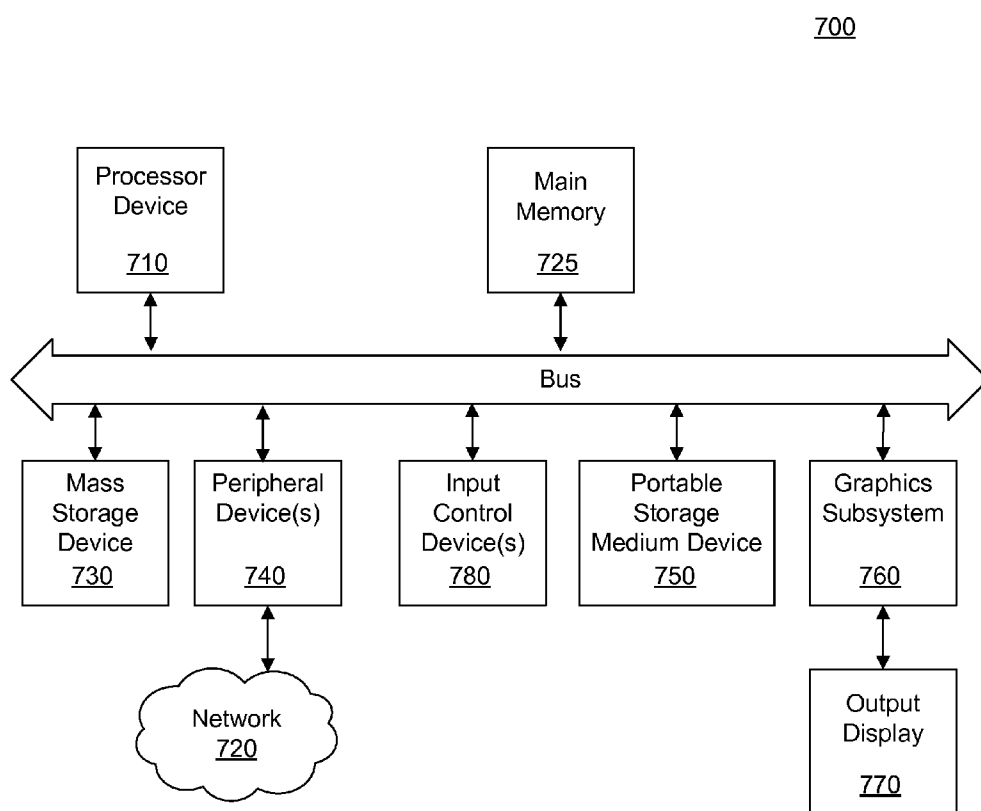 700
Processor
Device
710
Main
Memory
725
Bus
Mass
Storage
Device
730
Peripheral
Device(s)
740
Input
Control
Device(s)
780
Portable
Storage
Medium Device
750
Graphics
Subsystem
760
Network
720
Output
Display
770